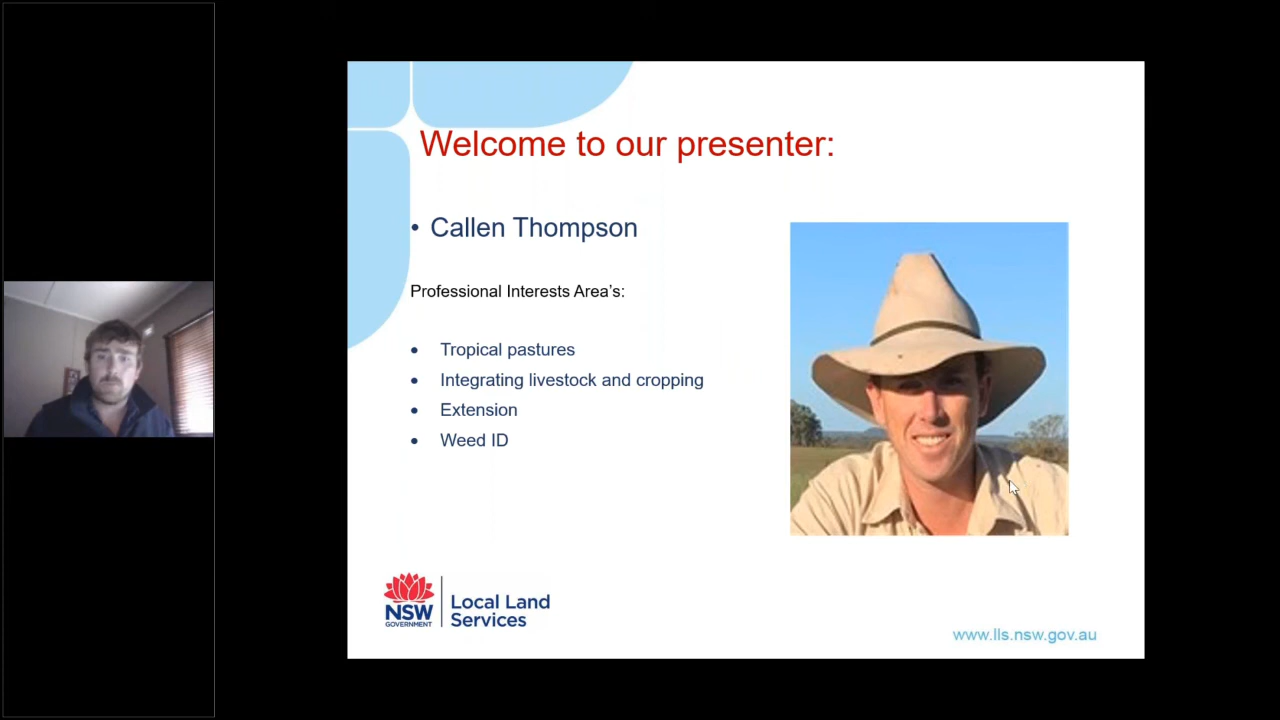 Welcome to our presenter:
• Callen Thompson
Professional Interests Area's:
• Tropical pastures
• Integrating livestock and cropping
• Extension
• Weed ID
NSW
GOVERNMENT
Local Land
Services
www.lls.nsw.gov.au